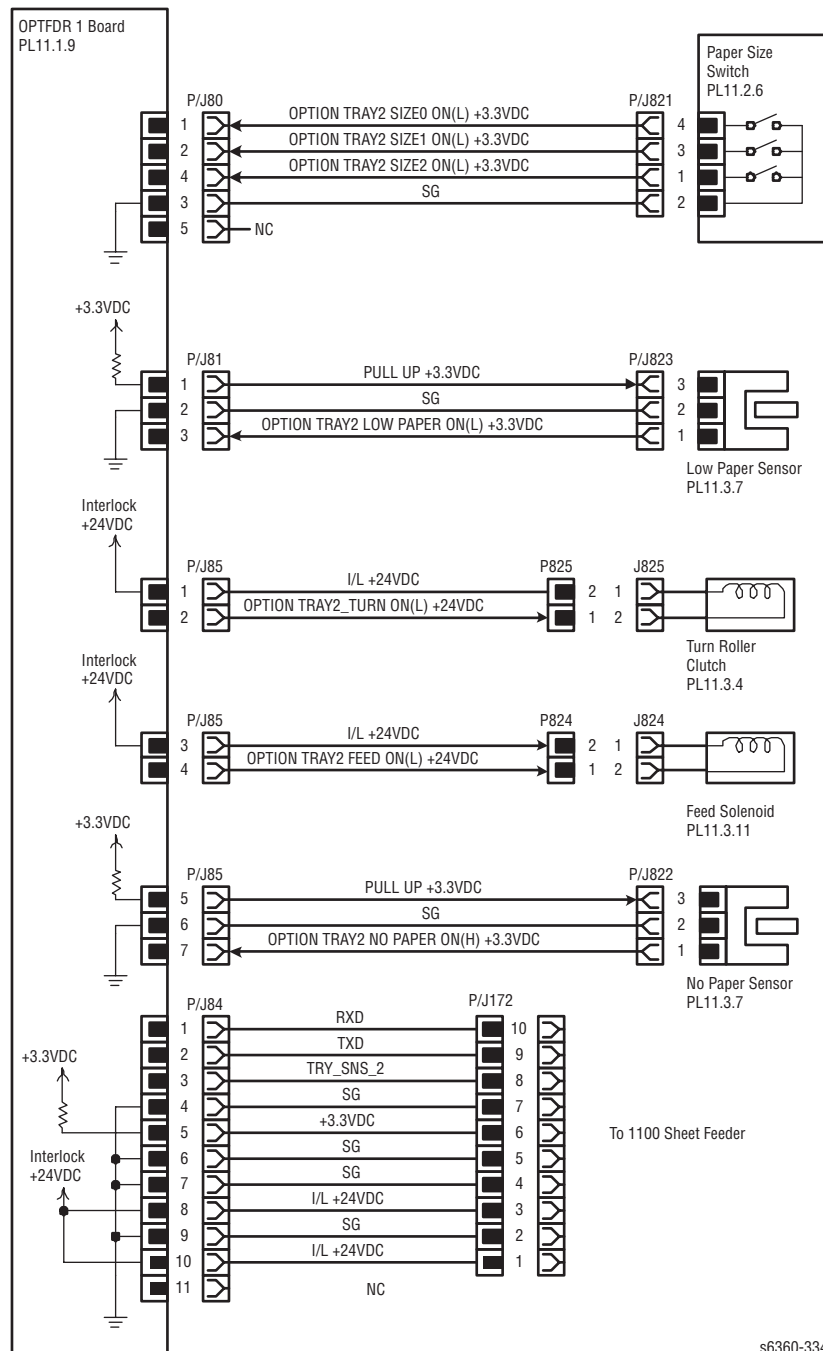 OPTFDR 1 Board
PL11.1.9
Paper Size
Switch
PL11.2.6
P/J80
P/J821
1 OPTION TRAY2 SIZE0 ON(L) +3.3VDC 4
2 OPTION TRAY2 SIZE1 ON(L) +3.3VDC 3
4 OPTION TRAY2 SIZE2 ON(L) +3.3VDC 1
3 SG 2
5 NC
+3.3VDC
P/J81
P/J823
1 PULL UP +3.3VDC 3
2 SG 2
3 OPTION TRAY2 LOW PAPER ON(L) +3.3VDC 1
Low Paper Sensor
PL11.3.7
Interlock
+24VDC
P/J85
P825
J825
1 I/L +24VDC 2 1
2 OPTION TRAY2_TURN ON(L) +24VDC 1 2
Turn Roller
Clutch
PL11.3.4
Interlock
+24VDC
P/J85
P824
J824
3 I/L +24VDC 2 1
4 OPTION TRAY2 FEED ON(L) +24VDC 1 2
Feed Solenoid
PL11.3.11
+3.3VDC
P/J85
P/J822
5 PULL UP +3.3VDC 3
6 SG 2
7 OPTION TRAY2 NO PAPER ON(H) +3.3VDC 1
No Paper Sensor
PL11.3.7
P/J84
P/J172
1 RXD 10
2 TXD 9
+3.3VDC
3 TRY_SNS_2 8
4 SG 7
5 +3.3VDC 6
To 1100 Sheet Feeder
Interlock
+24VDC
6 SG 5
7 SG 4
8 I/L +24VDC 3
9 SG 2
10 I/L +24VDC 1
11 NC
s6360-334